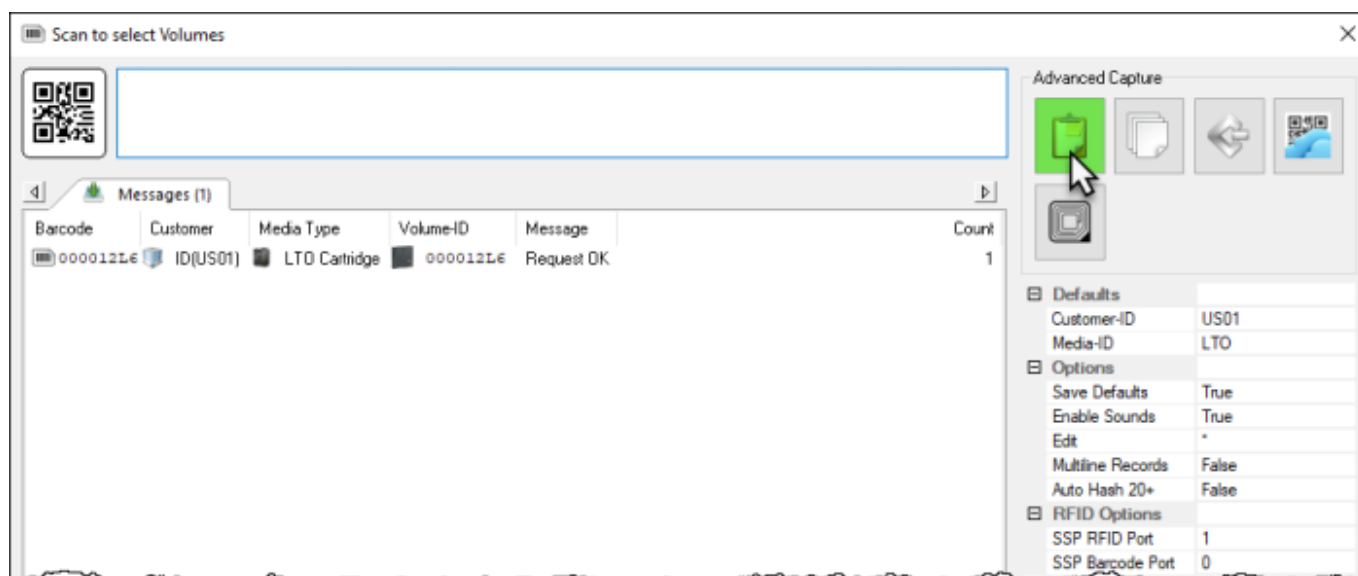 Scan to select Volumes
Advanced Capture
Messages (1)
Barcode Customer Media Type Volume-ID Message Count
000012L6 ID(US01) LTO Cartridge 000012L6 Request OK 1
Defaults
Customer-ID US01
Media-ID LTO
Options
Save Defaults True
Enable Sounds True
Edit *
Multiline Records False
Auto Hash 20+ False
RFID Options
SSP RFID Port 1
SSP Barcode Port 0